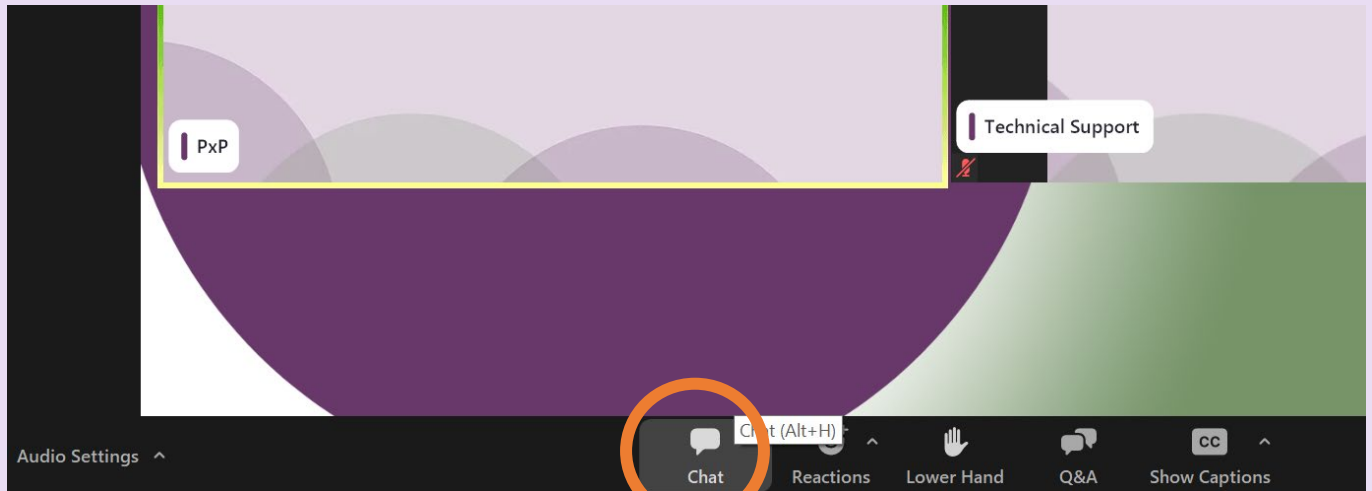 PxP
Technical Support
Chat (Alt+H)
Audio Settings
Chat
Reactions
Lower Hand
Q&A
CC
Show Captions